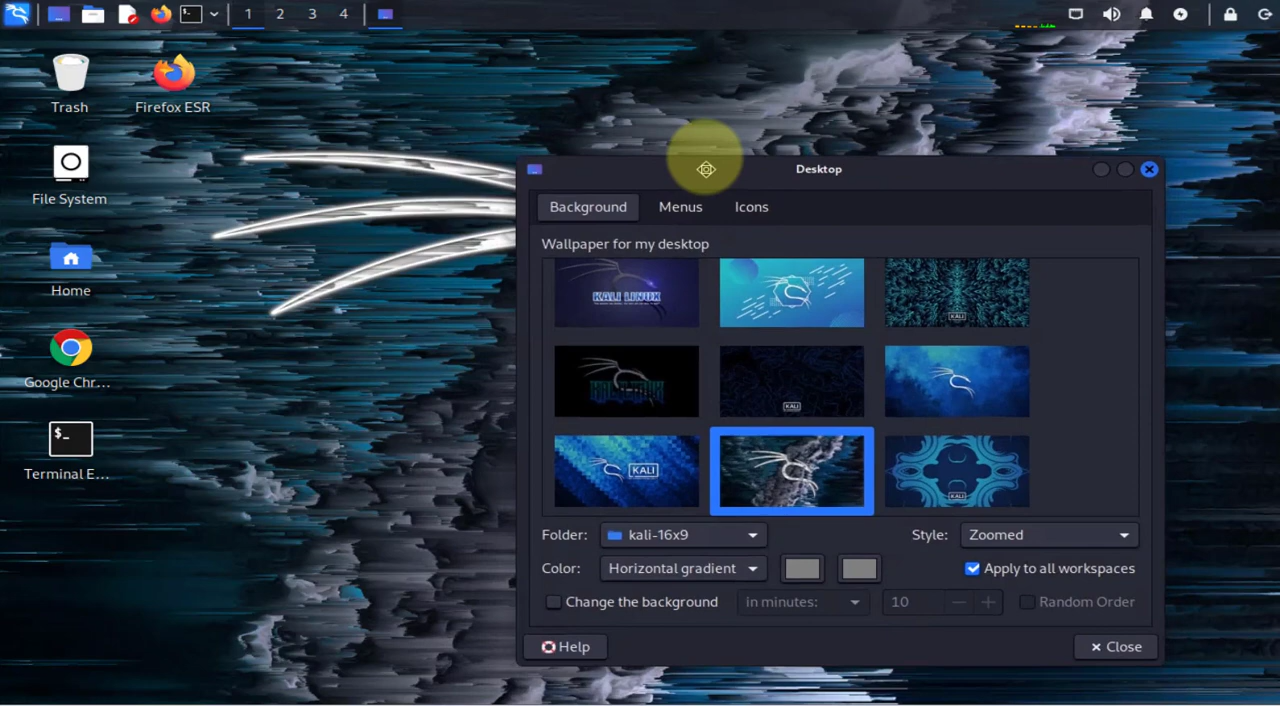 1 2 3 4
Trash
Firefox ESR
File System
Home
Google Chr...
$_
Terminal E...
Desktop
Background Menus Icons
Wallpaper for my desktop
KALI LINUX
KALI
KALI
KALI
KALI
Folder: kali-16x9 Style: Zoomed
Color: Horizontal gradient Apply to all workspaces
Change the background In minutes: 10 Random Order
Help Close